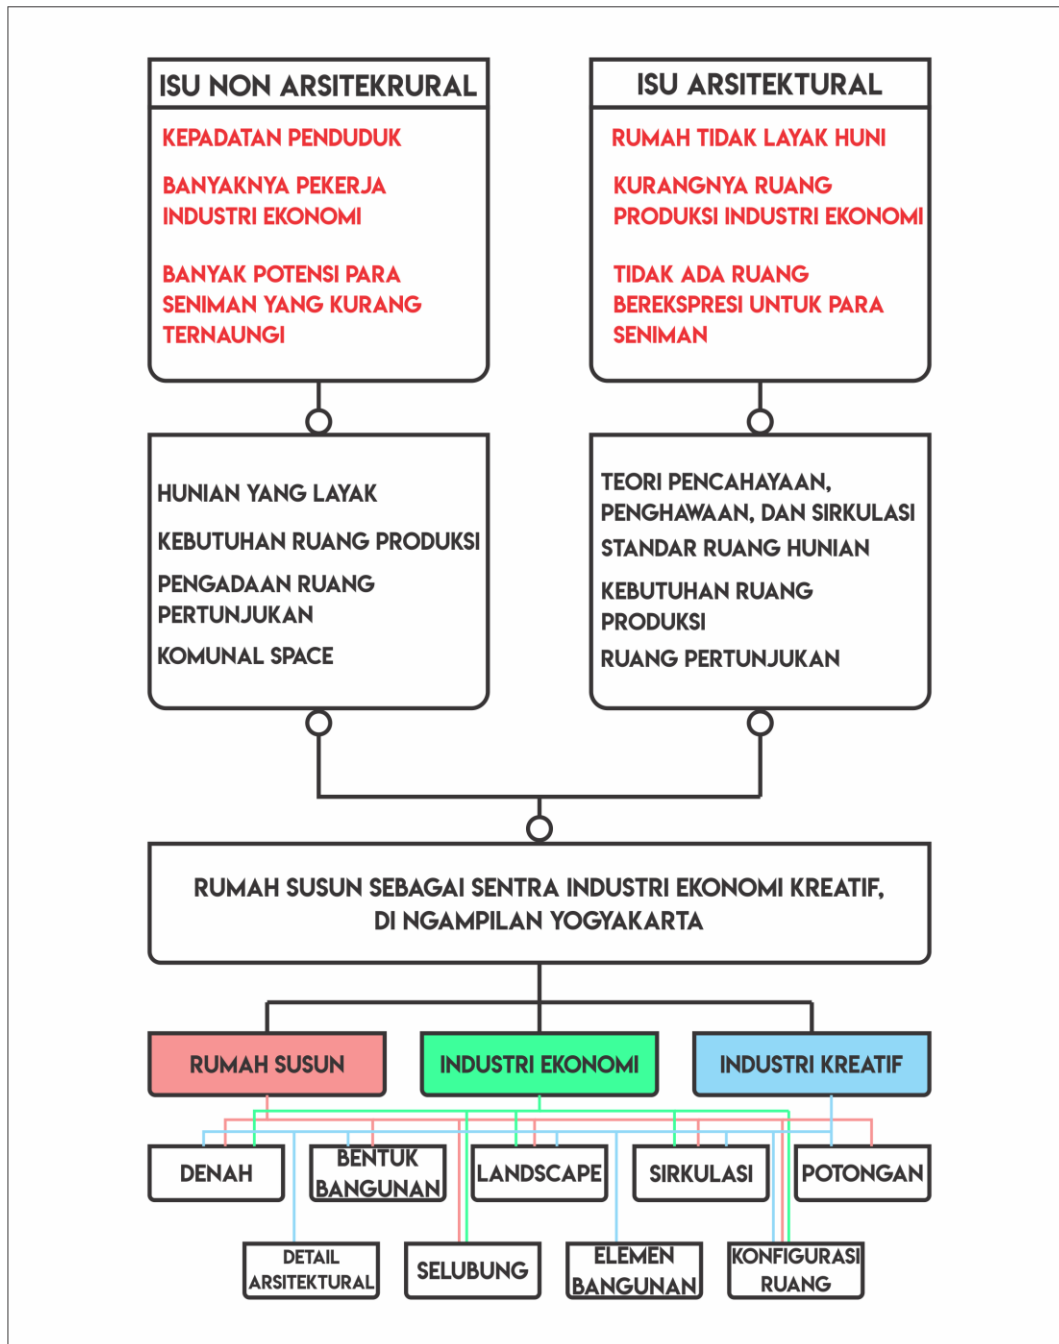 ISU NON ARSITEKRURAL
KEPADATAN PENDUDUK
BANYAKNYA PEKERJA
INDUSTRI EKONOMI
BANYAK POTENSI PARA
SENIMAN YANG KURANG
TERNAUNGI
ISU ARSITEKTURAL
RUMAH TIDAK LAYAK HUNI
KURANGNYA RUANG
PRODUKSI INDUSTRI EKONOMI
TIDAK ADA RUANG
BEREKSPRESI UNTUK PARA
SENIMAN
HUNIAN YANG LAYAK
KEBUTUHAN RUANG PRODUKSI
PENGADAAN RUANG
PERTUNJUKAN
KOMUNAL SPACE
TEORI PENCAHAYAAN,
PENGHAWAAN, DAN SIRKULASI
STANDAR RUANG HUNIAN
KEBUTUHAN RUANG
PRODUKSI
RUANG PERTUNJUKAN
RUMAH SUSUN SEBAGAI SENTRA INDUSTRI EKONOMI KREATIF,
DI NGAMPILAN YOGYAKARTA
RUMAH SUSUN
INDUSTRI EKONOMI
INDUSTRI KREATIF
DENAH
BENTUK
BANGUNAN
LANDSCAPE
SIRKULASI
POTONGAN
DETAIL
ARSITEKTURAL
SELUBUNG
ELEMEN
BANGUNAN
KONFIGURASI
RUANG